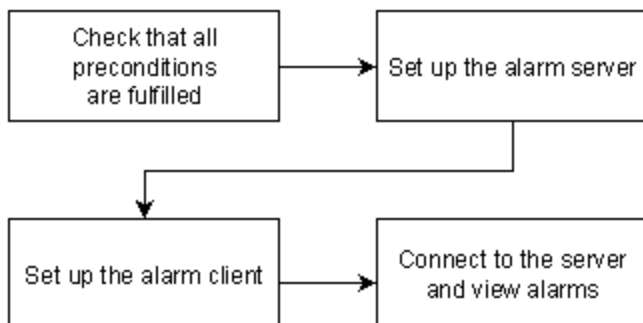 Check that all
preconditions
are fulfilled
Set up the alarm server
Set up the alarm client
Connect to the server
and view alarms